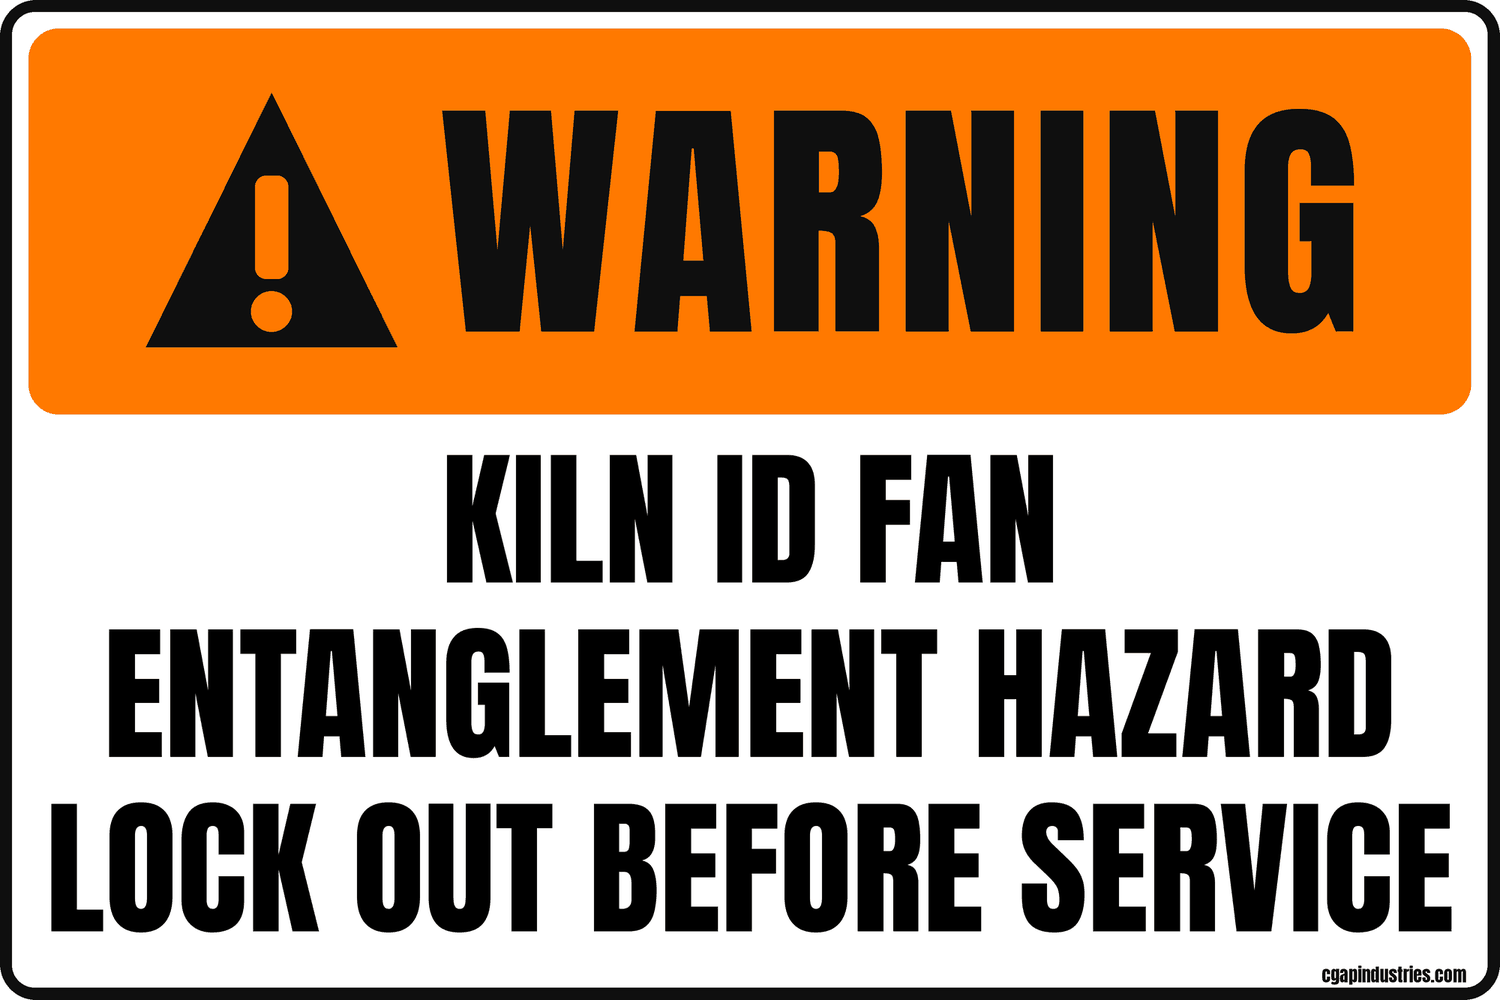 WARNING
KILN ID FAN
ENTANGLEMENT HAZARD
LOCK OUT BEFORE SERVICE
cgapindustries.com